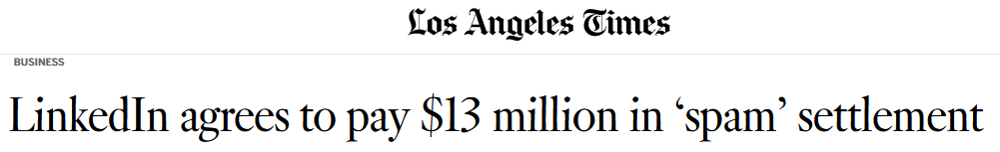 Los Angeles Times
BUSINESS
LinkedIn agrees to pay $13 million in ‘spam’ settlement